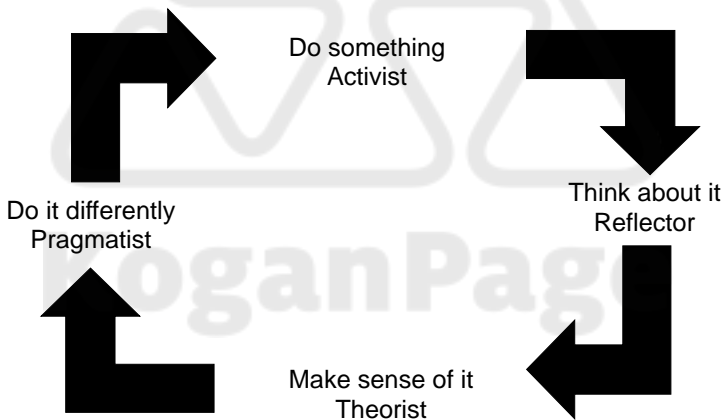 Do something
Activist
Think about it
Reflector
Make sense of it
Theorist
Do it differently
Pragmatist
KoganPage